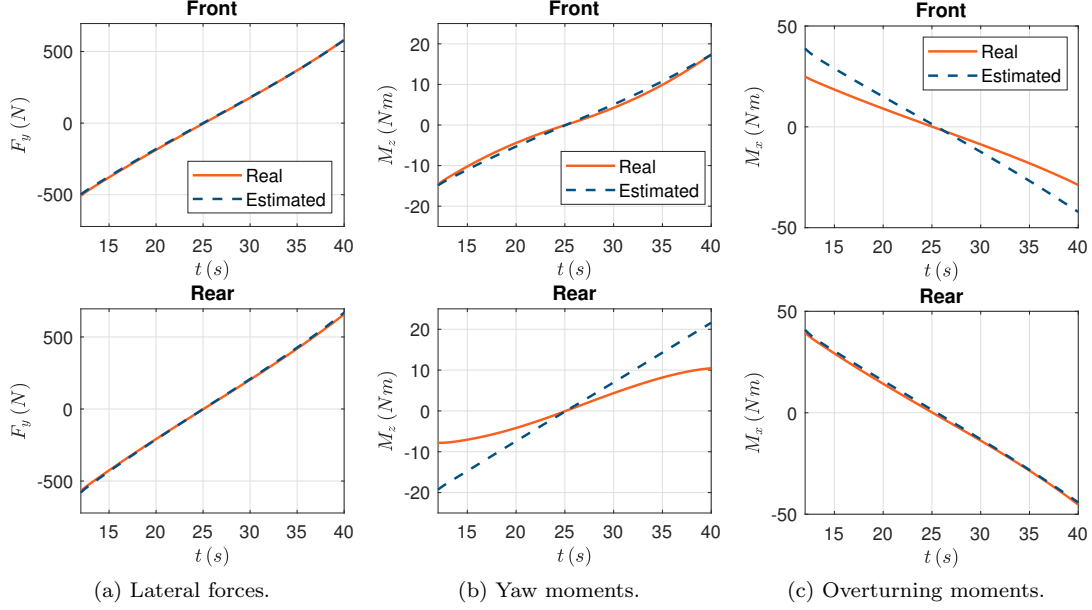 Front
F_y (N)
500
0
-500
Real
Estimated
15 20 25 30 35 40
t (s)
Front
M_z (Nm)
20
10
0
-10
-20
Real
Estimated
15 20 25 30 35 40
t (s)
Front
M_x (Nm)
50
0
-50
Real
Estimated
15 20 25 30 35 40
t (s)
Rear
F_y (N)
500
0
-500
15 20 25 30 35 40
t (s)
Rear
M_z (Nm)
20
10
0
-10
-20
15 20 25 30 35 40
t (s)
Rear
M_x (Nm)
50
0
-50
15 20 25 30 35 40
t (s)
(a) Lateral forces.
(b) Yaw moments.
(c) Overturning moments.